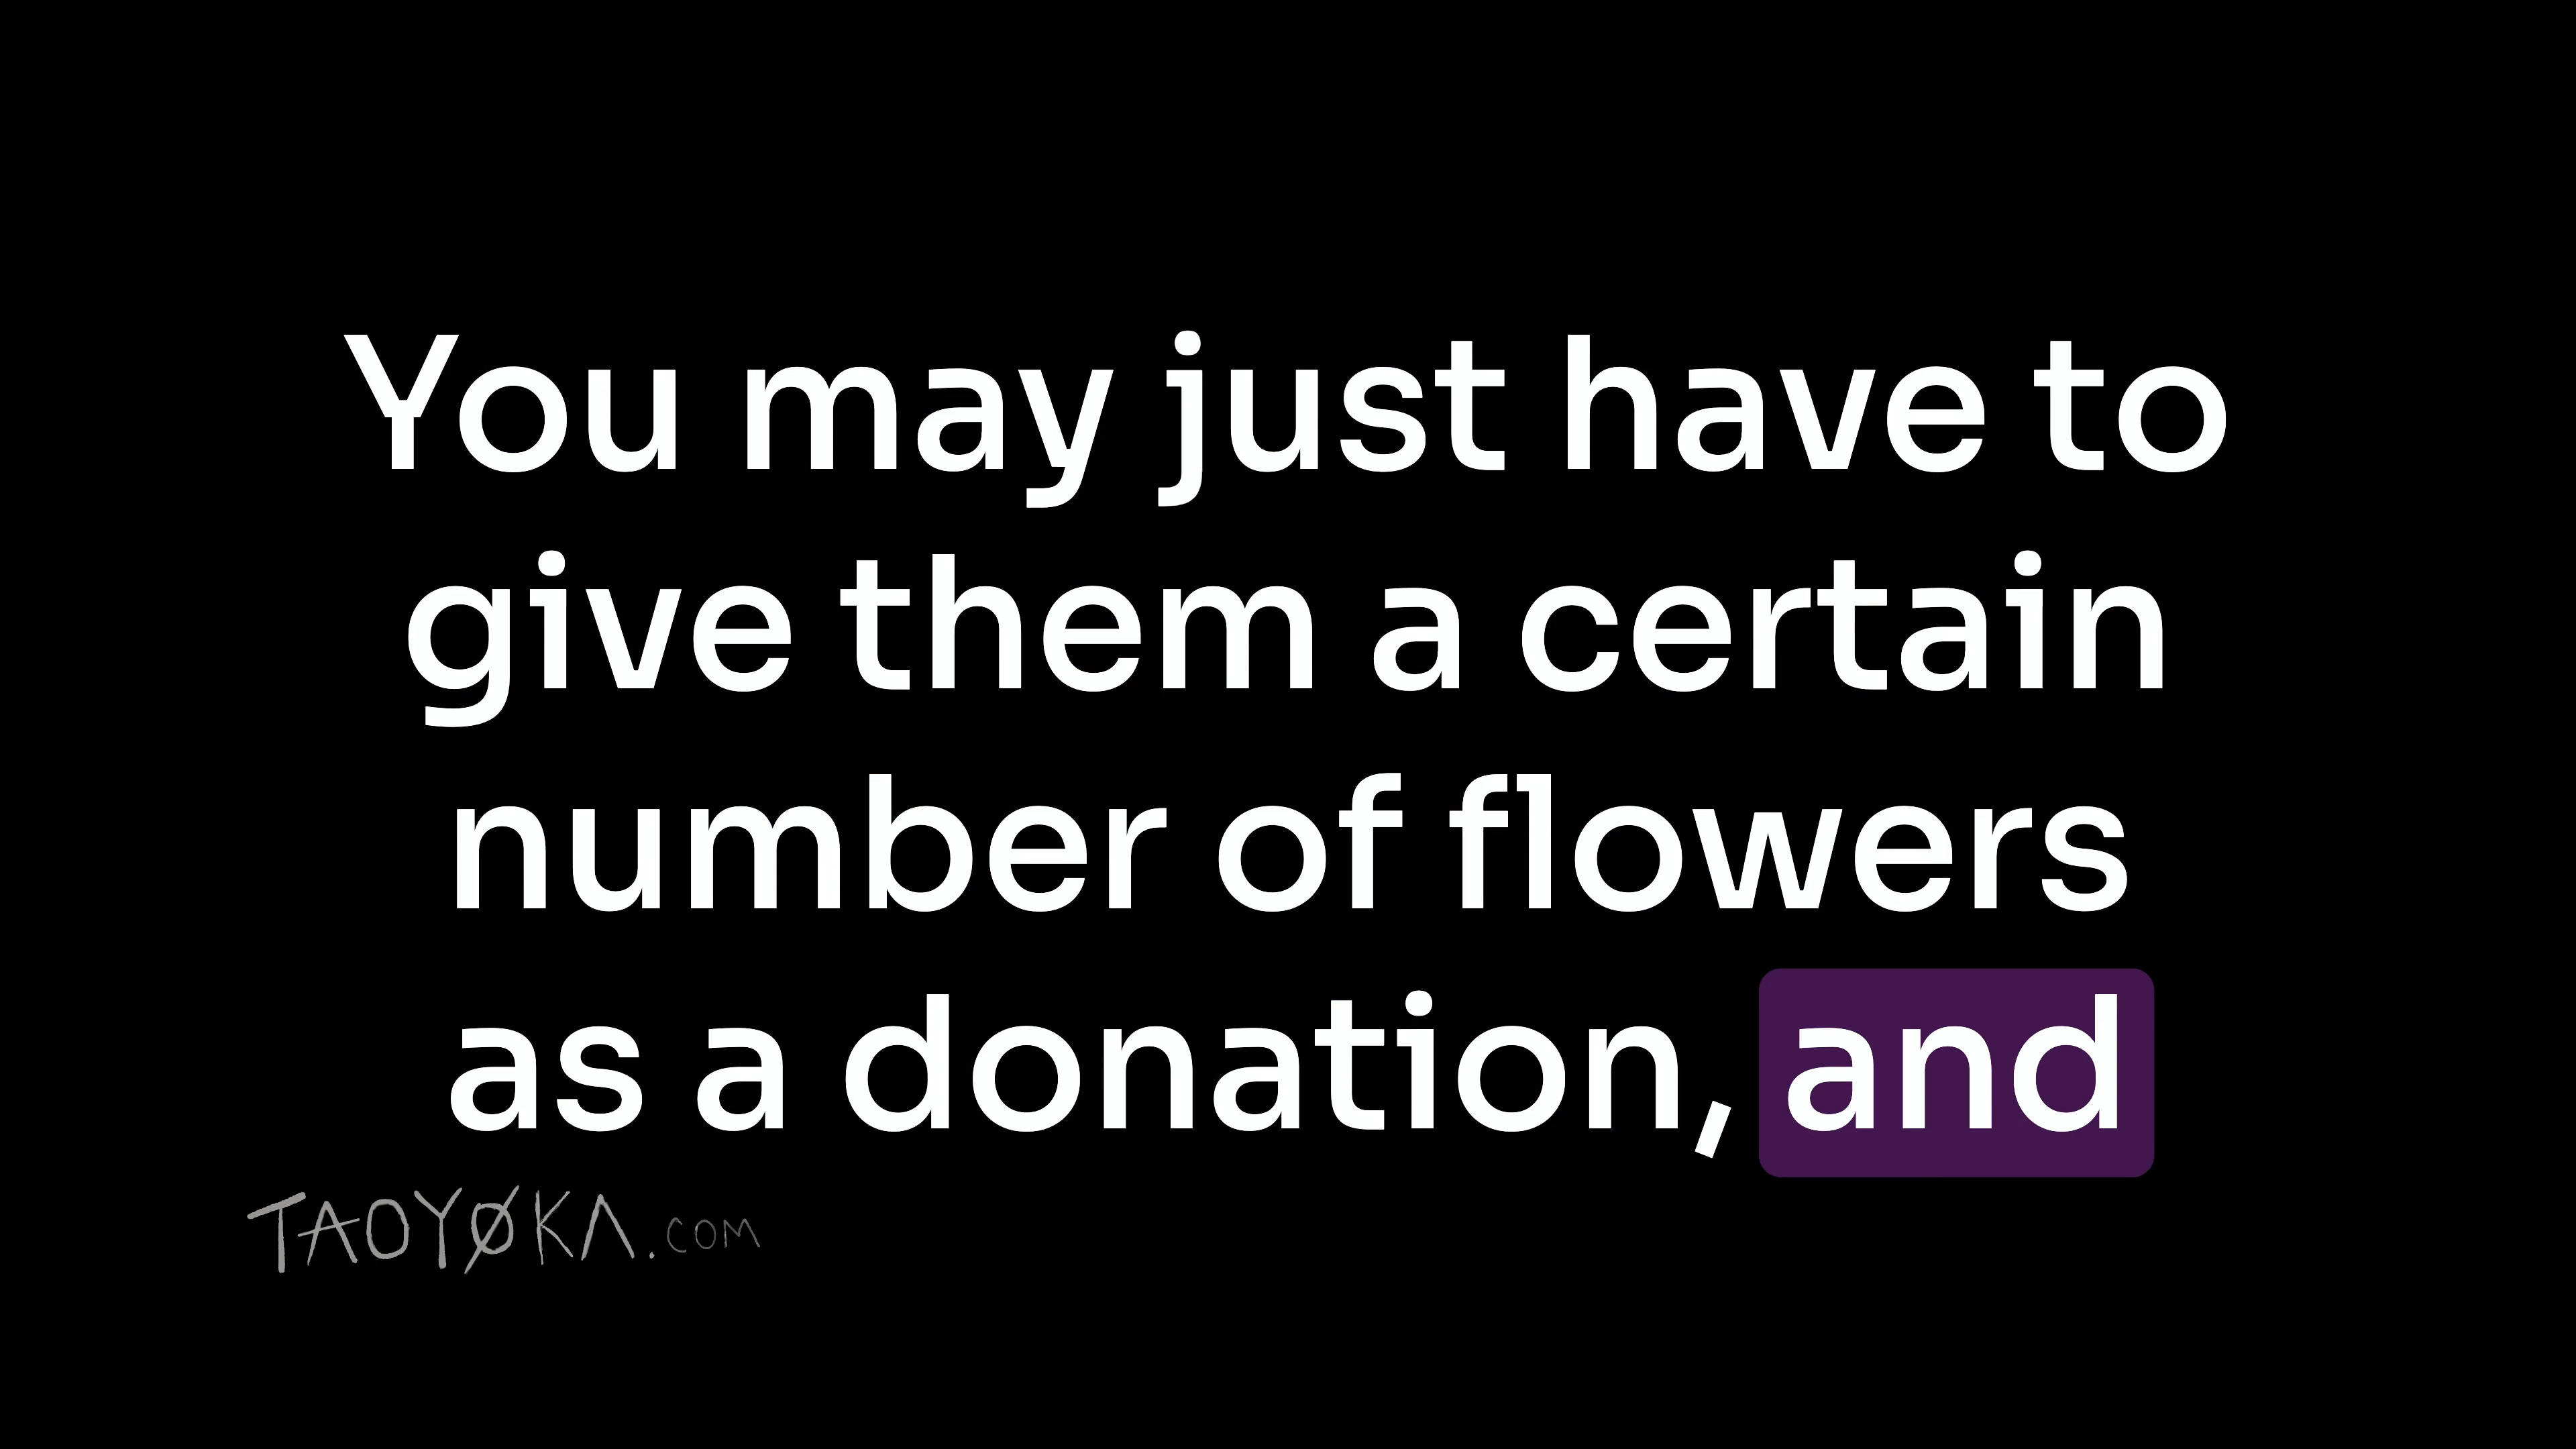 You may just have to
give them a certain
number of flowers
as a donation, and
TAOYØKA.COM